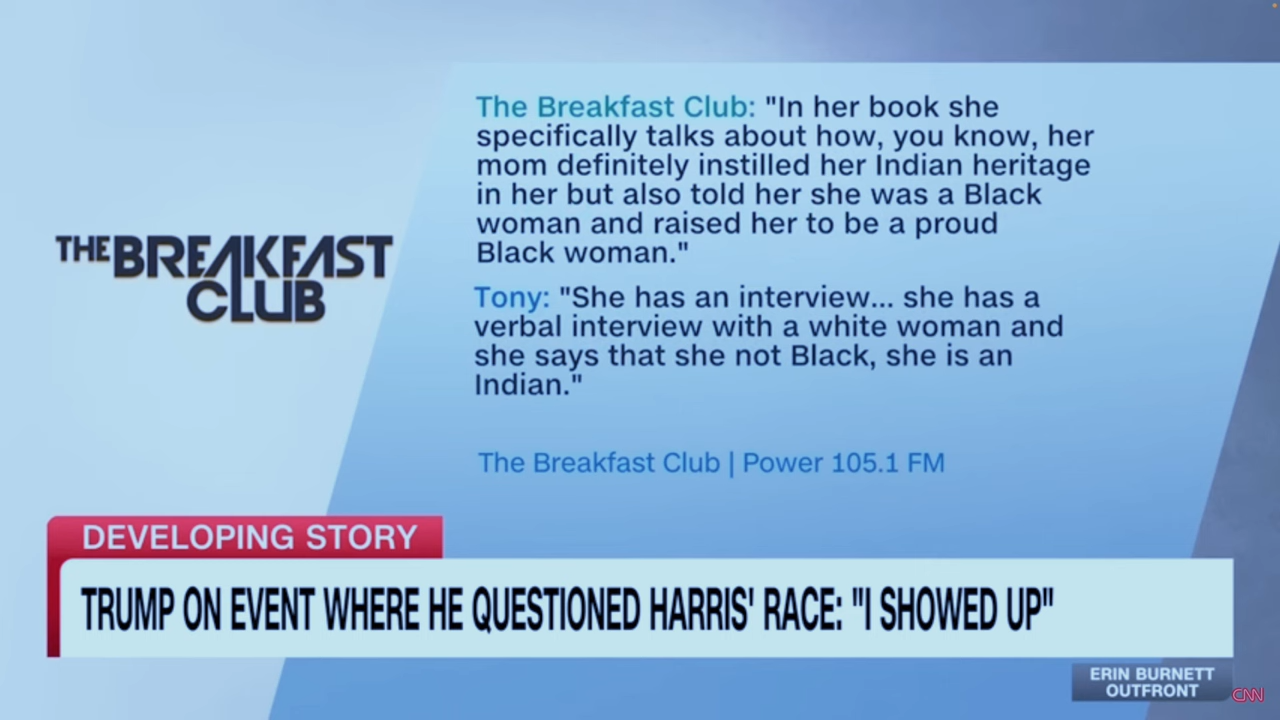 The Breakfast Club: "In her book she
specifically talks about how, you know, her
mom definitely instilled her Indian heritage
in her but also told her she was a Black
woman and raised her to be a proud
Black woman."
THE BREAKFAST
CLUB
Tony: "She has an interview... she has a
verbal interview with a white woman and
she says that she not Black, she is an
Indian."
The Breakfast Club | Power 105.1 FM
DEVELOPING STORY
TRUMP ON EVENT WHERE HE QUESTIONED HARRIS' RACE: "I SHOWED UP"
ERIN BURNETT
OUTFRONT
CNN